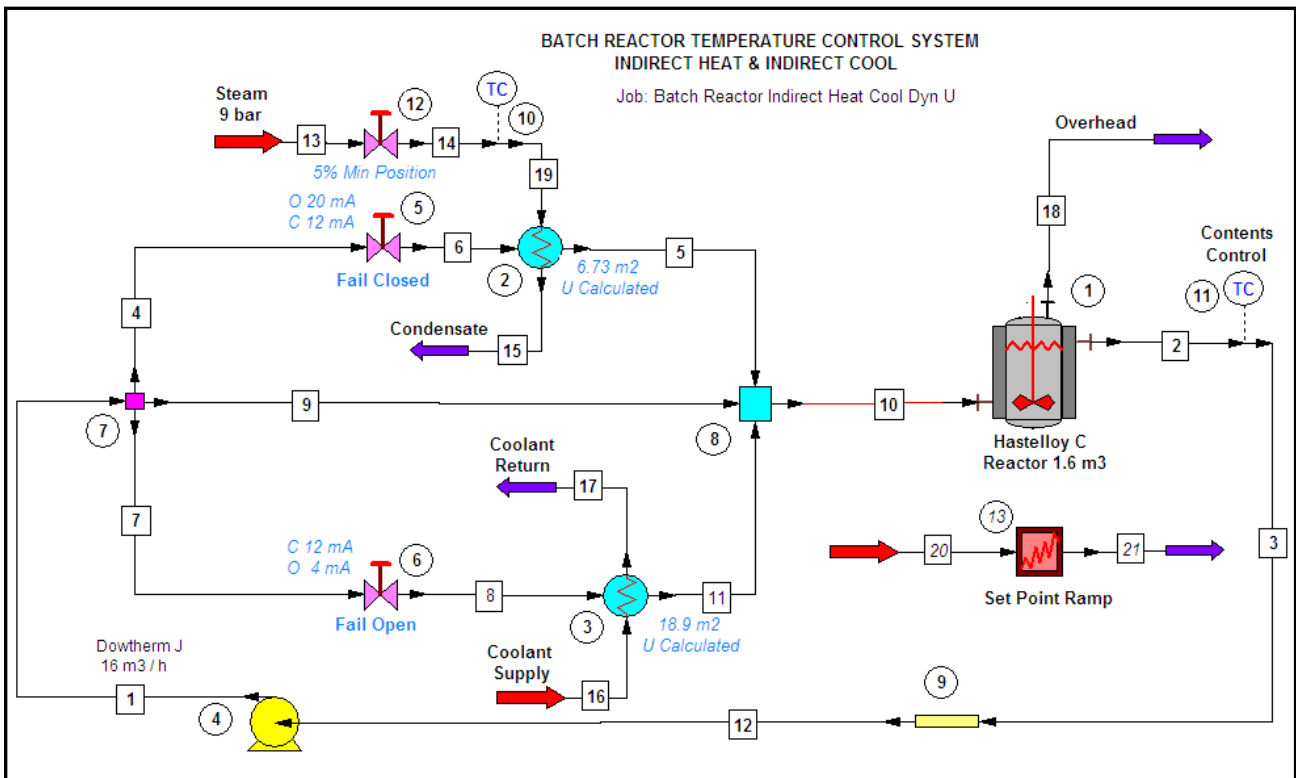 BATCH REACTOR TEMPERATURE CONTROL SYSTEM
INDIRECT HEAT & INDIRECT COOL
Job: Batch Reactor Indirect Heat Cool Dyn U
Steam
9 bar
13
12
14
TC
10
5% Min Position
19
O 20 mA
C 12 mA
5
6
Fail Closed
2
5
6.73 m2
U Calculated
4
Condensate
15
Overhead
18
Contents
Control
1
11
TC
2
7
9
8
10
Hastelloy C
Reactor 1.6 m3
Coolant
Return
17
7
C 12 mA
O 4 mA
6
8
Fail Open
3
11
18.9 m2
U Calculated
Coolant
Supply
16
13
20
21
Set Point Ramp
3
Dowtherm J
16 m3 / h
1
4
12
9